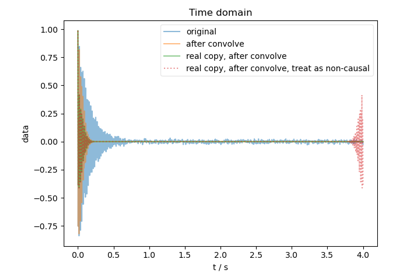 Time domain
original
after convolve
real copy, after convolve
real copy, after convolve, treat as non-causal
1.00
0.75
0.50
0.25
0.00
−0.25
−0.50
−0.75
data
0.0 0.5 1.0 1.5 2.0 2.5 3.0 3.5 4.0
t / s